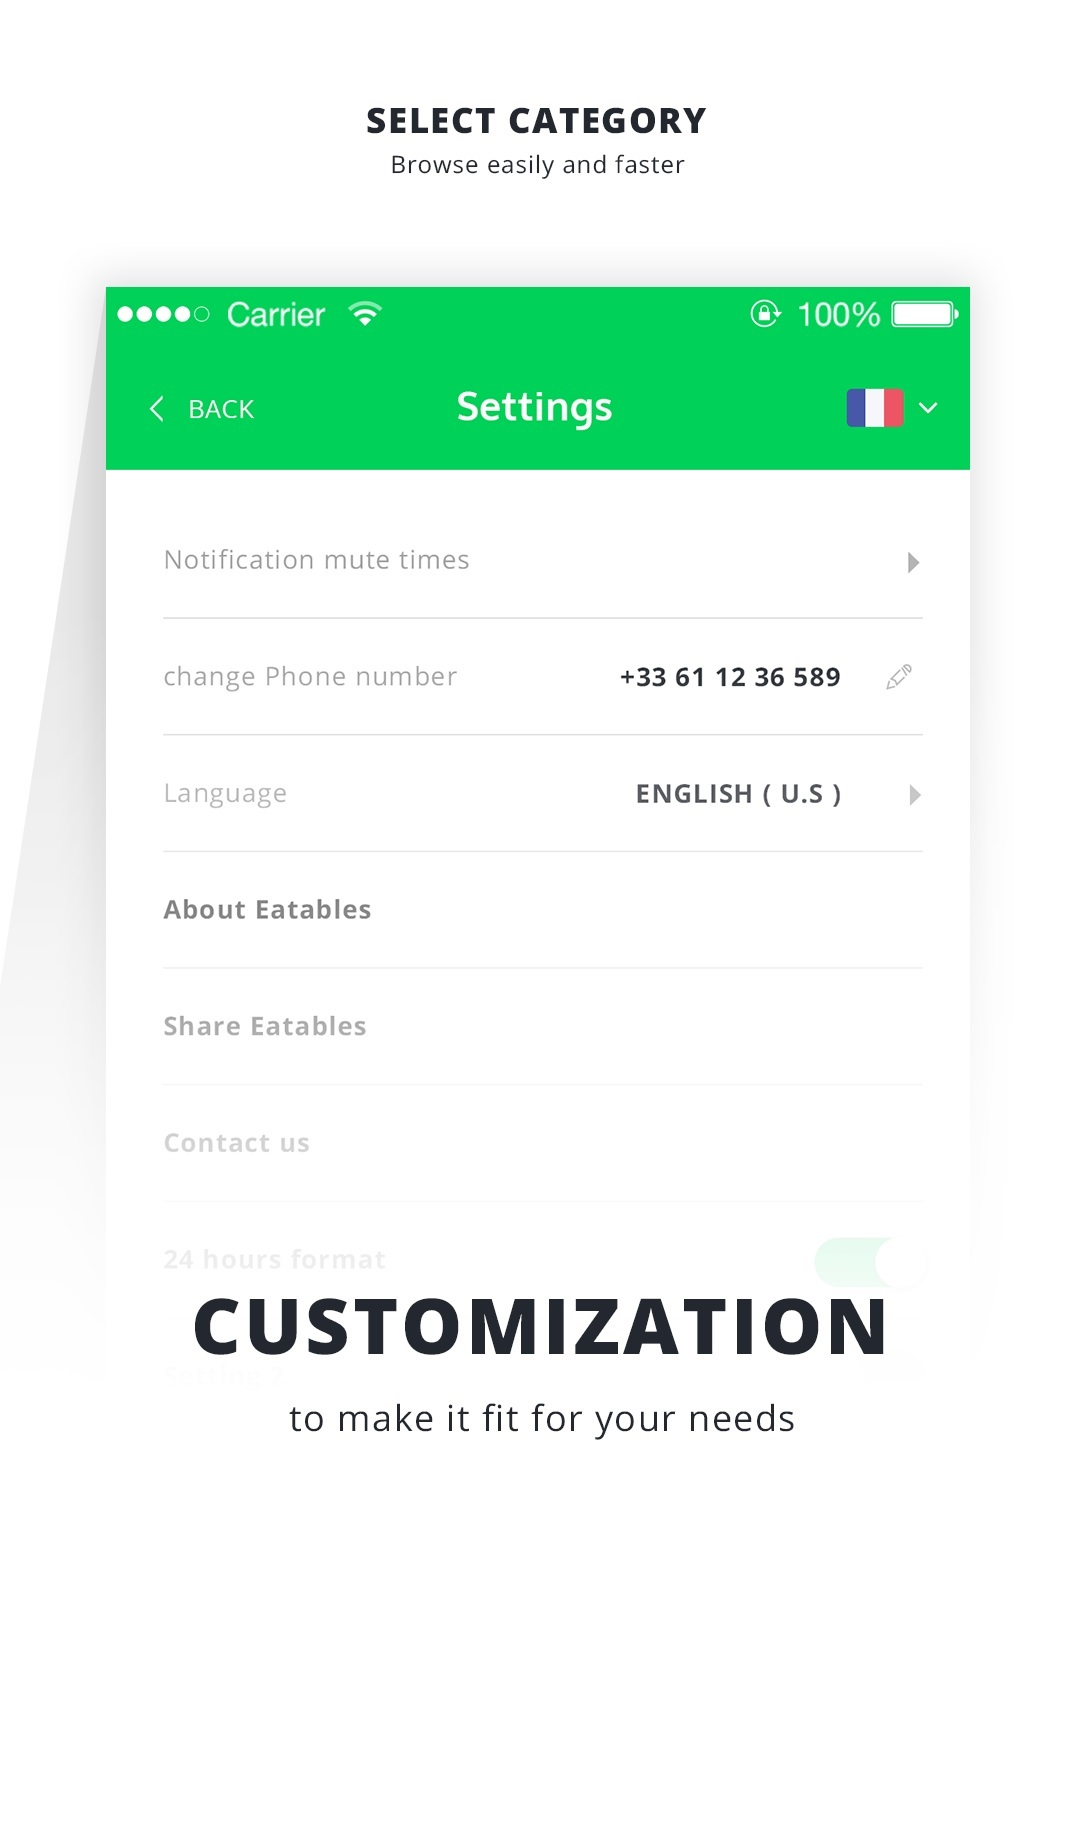 SELECT CATEGORY
Browse easily and faster
Carrier 100%
BACK Settings
Notification mute times
change Phone number +33 61 12 36 589
Language ENGLISH ( U.S )
About Eatables
Share Eatables
Contact us
24 hours format
CUSTOMIZATION
Setting 2
to make it fit for your needs